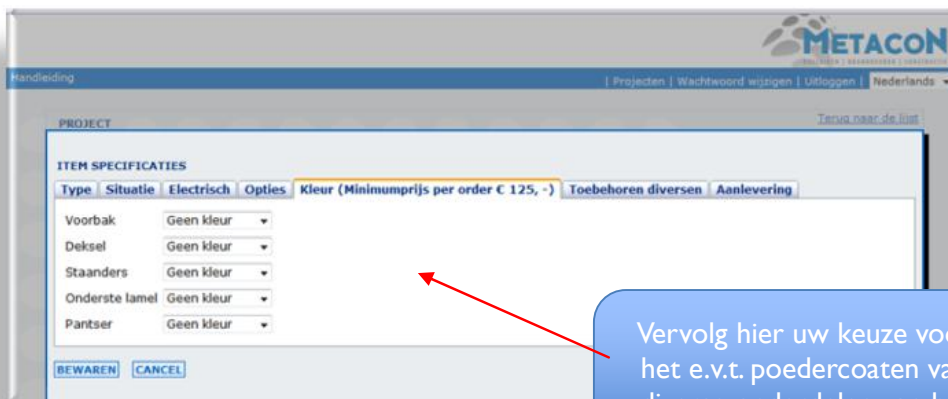 METACON
Handleiding
| Projecten | Wachtwoord wijzigen | Uitloggen | Nederlands
PROJECT
Terug naar de lijst
ITEM SPECIFICATIES
Type Situatie Electrisch Opties Kleur (Minimumprijs per order € 125, -) Toebehoren diversen Aanlevering
Voorbak Geen kleur
Deksel Geen kleur
Staanders Geen kleur
Onderste lamel Geen kleur
Pantser Geen kleur
BEWAREN CANCEL
Vervolg hier uw keuze voo
het e.v.t. poedercoaten va